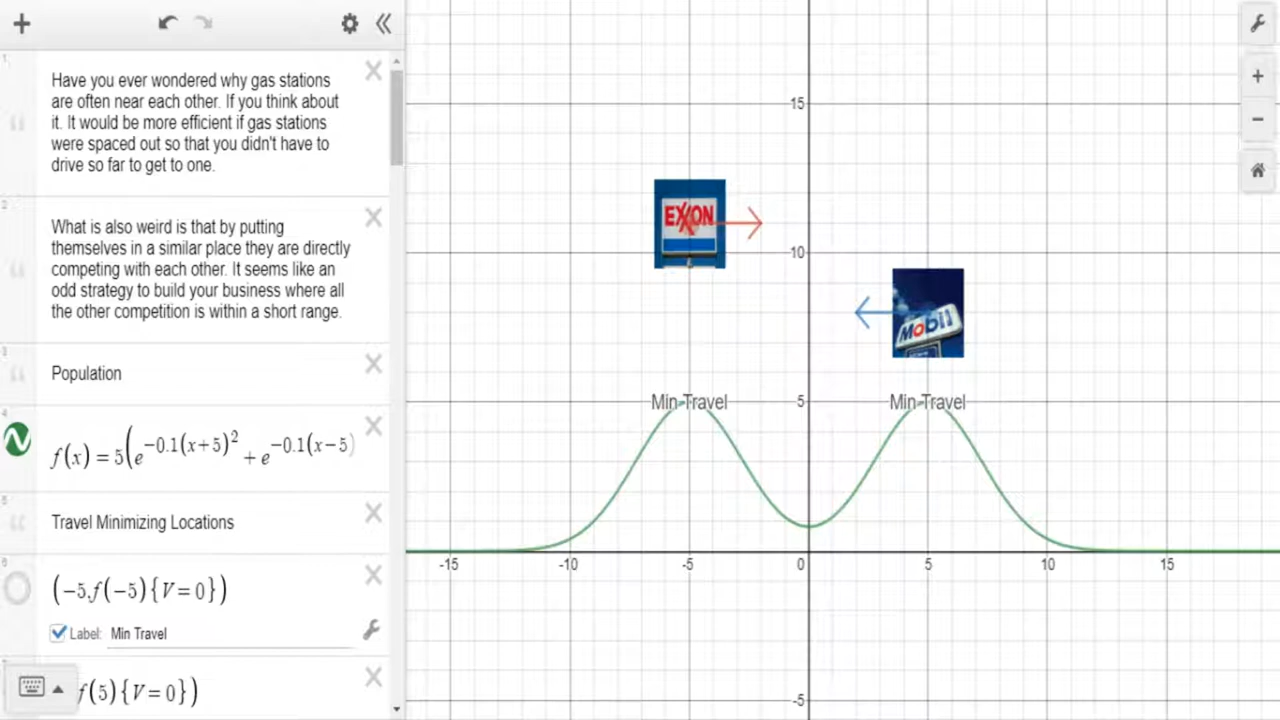 1
Have you ever wondered why gas stations
are often near each other. If you think about
it. It would be more efficient if gas stations
were spaced out so that you didn't have to
drive so far to get to one.
2
What is also weird is that by putting
themselves in a similar place they are directly
competing with each other. It seems like an
odd strategy to build your business where all
the other competition is within a short range.
3
Population
4
f(x) = 5(e^{-0.1(x+5)^2} + e^{-0.1(x-5)}
5
Travel Minimizing Locations
6
(-5,f(-5){V=0})
Label: Min Travel
f(5){V=0})
15
EXXON
10
Mobil
Min Travel
5
Min Travel
-15
-10
-5
0
5
10
15
-5